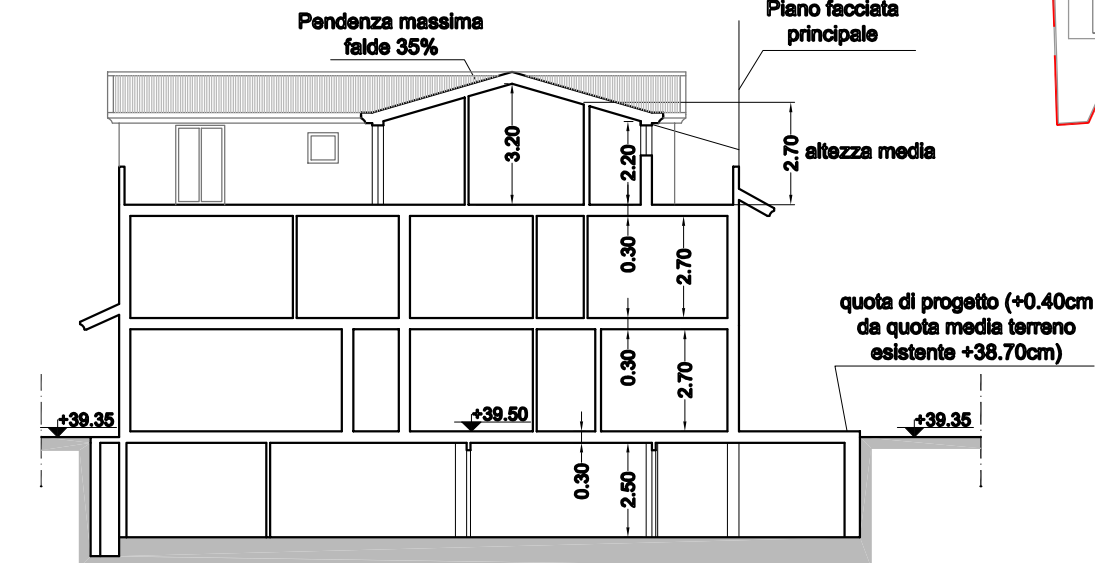 Pendenza massima
falde 35%
Piano facciata
principale
3.20
2.20
2.70
altezza media
0.30
2.70
quota di progetto (+0.40cm
da quota media terreno
esistente +38.70cm)
0.30
2.70
+39.35
+39.50
+39.35
0.30
2.50